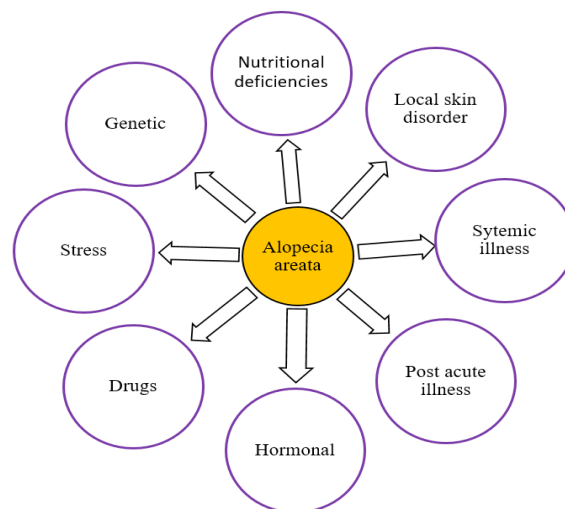 Nutritional
deficiencies
Local skin
disorder
Sytemic
illness
Post acute
illness
Hormonal
Drugs
Stress
Genetic
Alopecia
areata